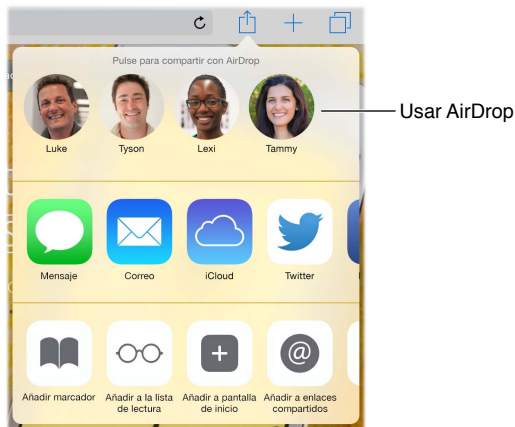 Pulse para compartir con AirDrop
Luke
Tyson
Lexi
Tammy
Usar AirDrop
Mensaje
Correo
iCloud
Twitter
Añadir marcador
Añadir a la lista
de lectura
Añadir a pantalla
de inicio
Añadir a enlaces
compartidos